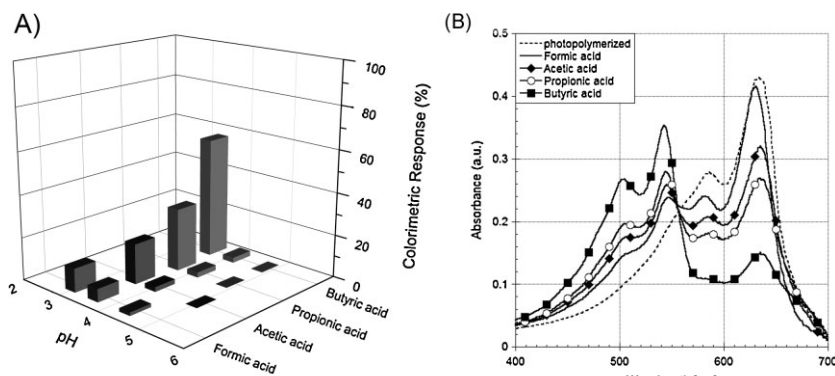 A)
100
80
60
40
20
0
Colorimetric Response (%)
2
3
4
5
6
pH
Butyric acid
Propionic acid
Acetic acid
Formic acid
(B)
0.5
0.4
0.3
0.2
0.1
0
Absorbance (a.u.)
photopolymerized
Formic acid
Acetic acid
Propionic acid
Butyric acid
400
500
600
700